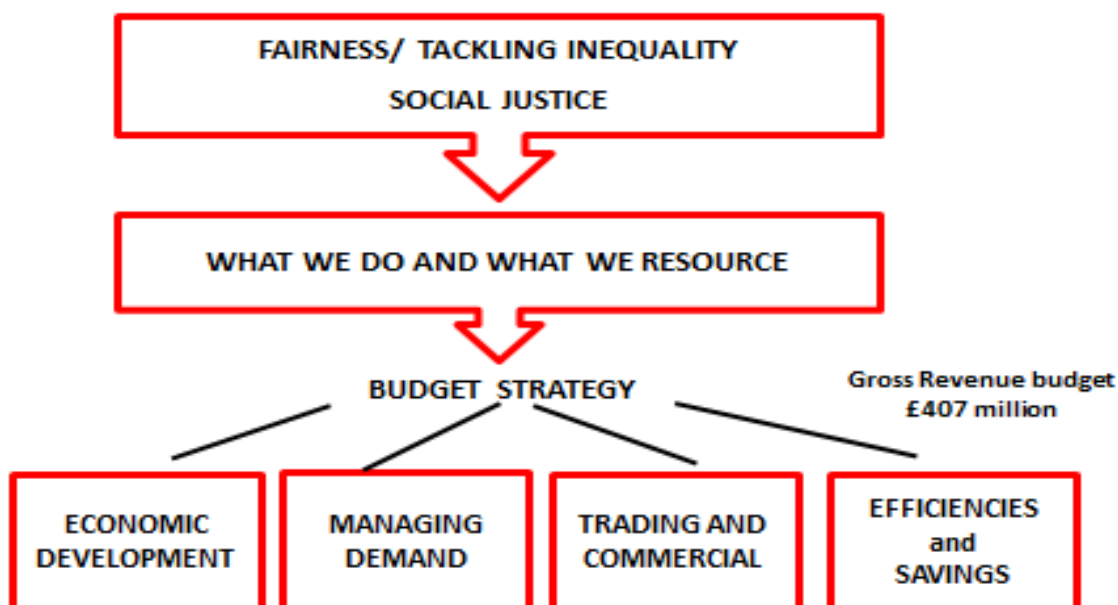 FAIRNESS/ TACKLING INEQUALITY
SOCIAL JUSTICE
WHAT WE DO AND WHAT WE RESOURCE
BUDGET STRATEGY
Gross Revenue budget
£407 million
ECONOMIC
DEVELOPMENT
MANAGING
DEMAND
TRADING AND
COMMERCIAL
EFFICIENCIES
and
SAVINGS